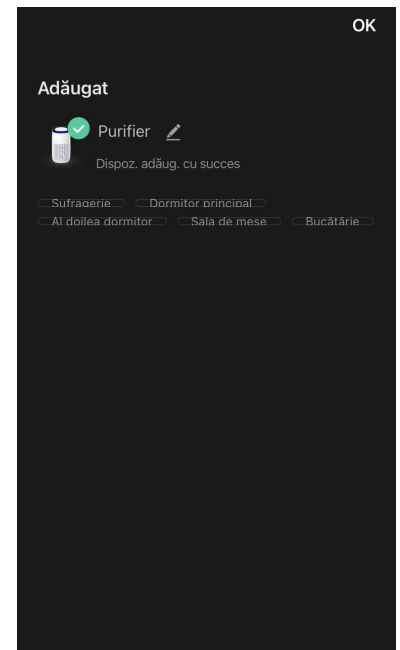 OK
Adăugat
Purifier
Dispoz. adăug. cu succes
Sufragerie Dormitor principal
Al doilea dormitor Sala de mese Bucătărie